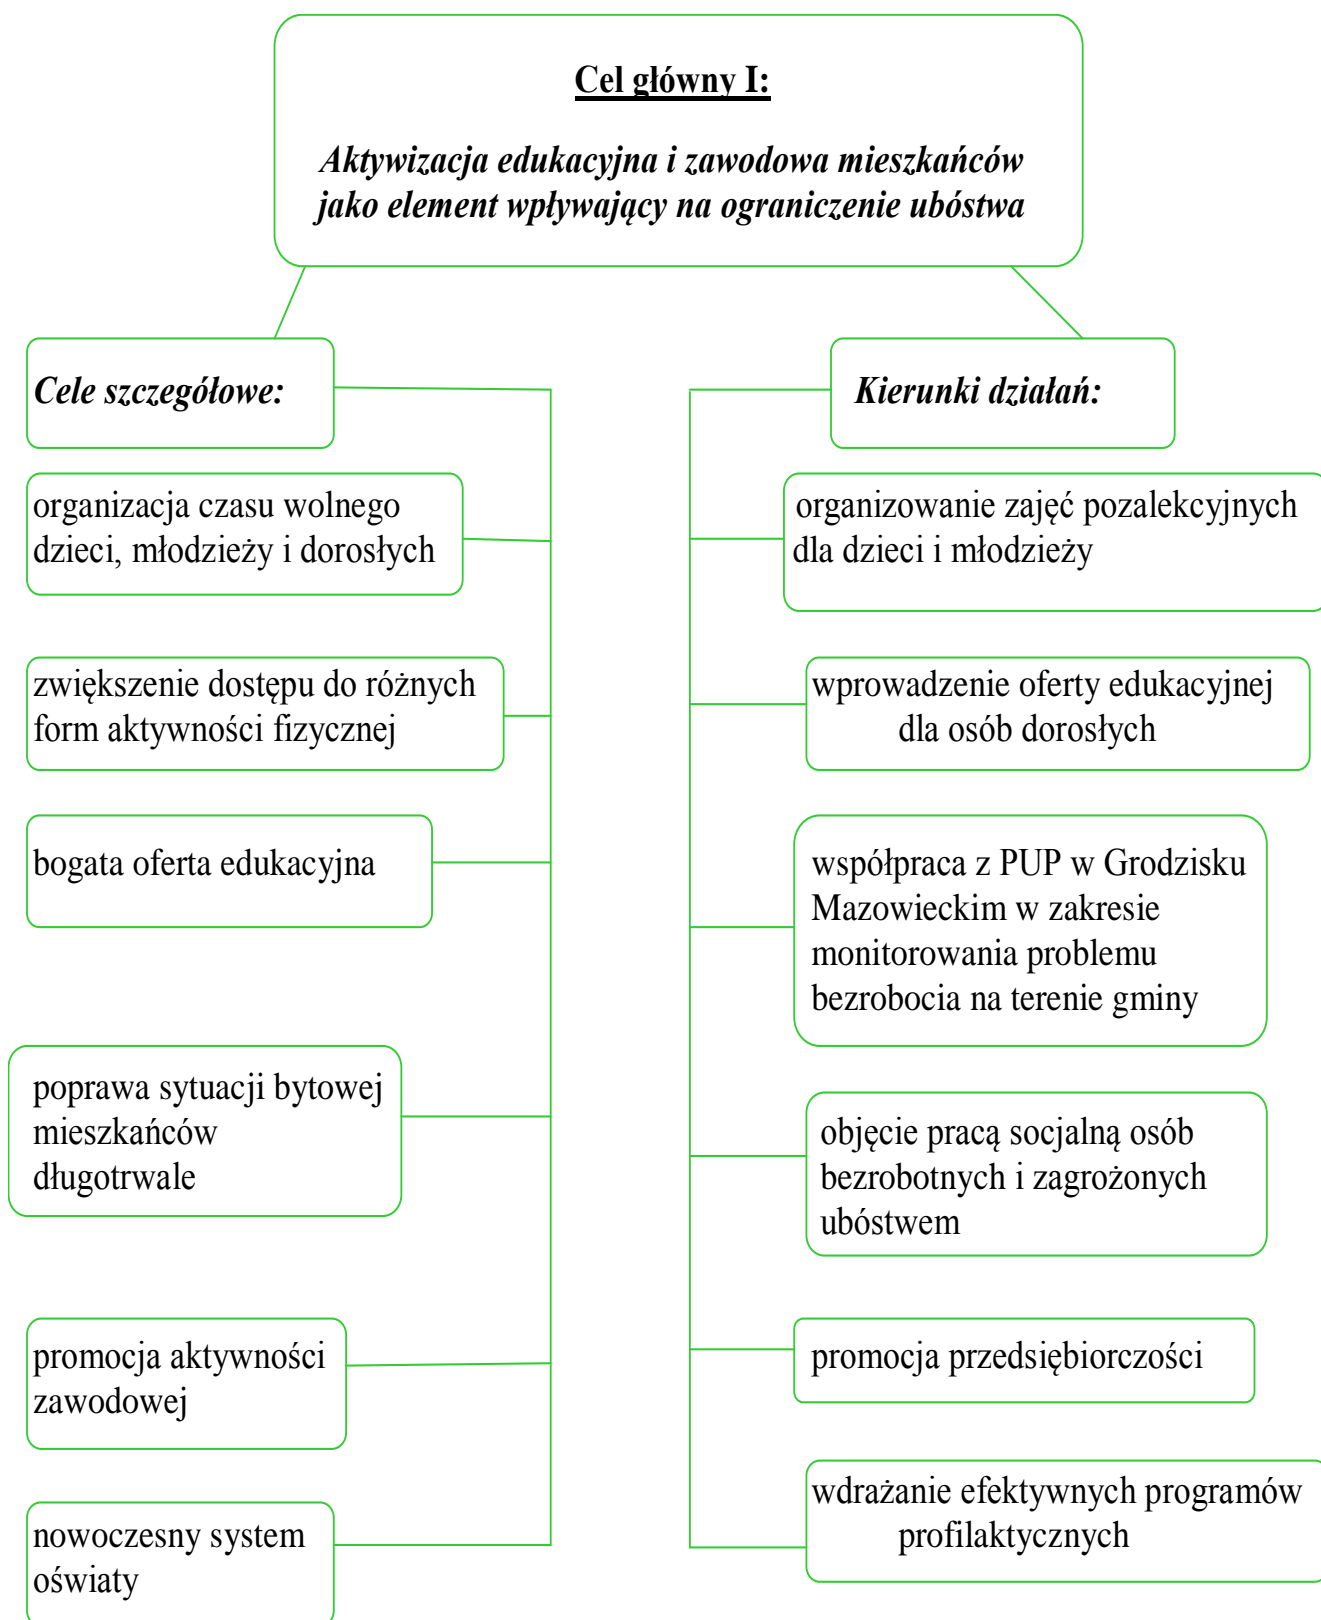 Cel główny I:
Aktywizacja edukacyjna i zawodowa mieszkańców
jako element wpływający na ograniczenie ubóstwa
Cele szczegółowe:
organizacja czasu wolnego
dzieci, młodzieży i dorosłych
zwiększenie dostępu do różnych
form aktywności fizycznej
bogata oferta edukacyjna
poprawa sytuacji bytowej
mieszkańców
długotrwale
promocja aktywności
zawodowej
nowoczesny system
oświaty
Kierunki działań:
organizowanie zajęć pozalekcyjnych
dla dzieci i młodzieży
wprowadzenie oferty edukacyjnej
dla osób dorosłych
współpraca z PUP w Grodzisku
Mazowieckim w zakresie
monitorowania problemu
bezrobocia na terenie gminy
objęcie pracą socjalną osób
bezrobotnych i zagrożonych
ubóstwem
promocja przedsiębiorczości
wdrażanie efektywnych programów
profilaktycznych